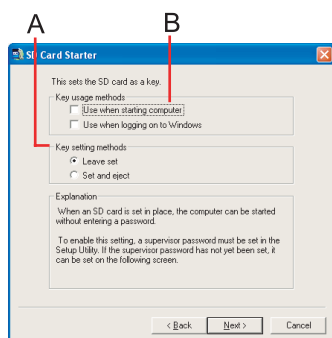 A
B
SD Card Starter
This sets the SD card as a key.
Key usage methods
Use when starting computer
Use when logging on to Windows
Key setting methods
Leave set
Set and eject
Explanation
When an SD card is set in place, the computer can be started
without entering a password.
To enable this setting, a supervisor password must be set in the
Setup Utility. If the supervisor password has not yet been set, it
can be set on the following screen.
< Back
Next >
Cancel